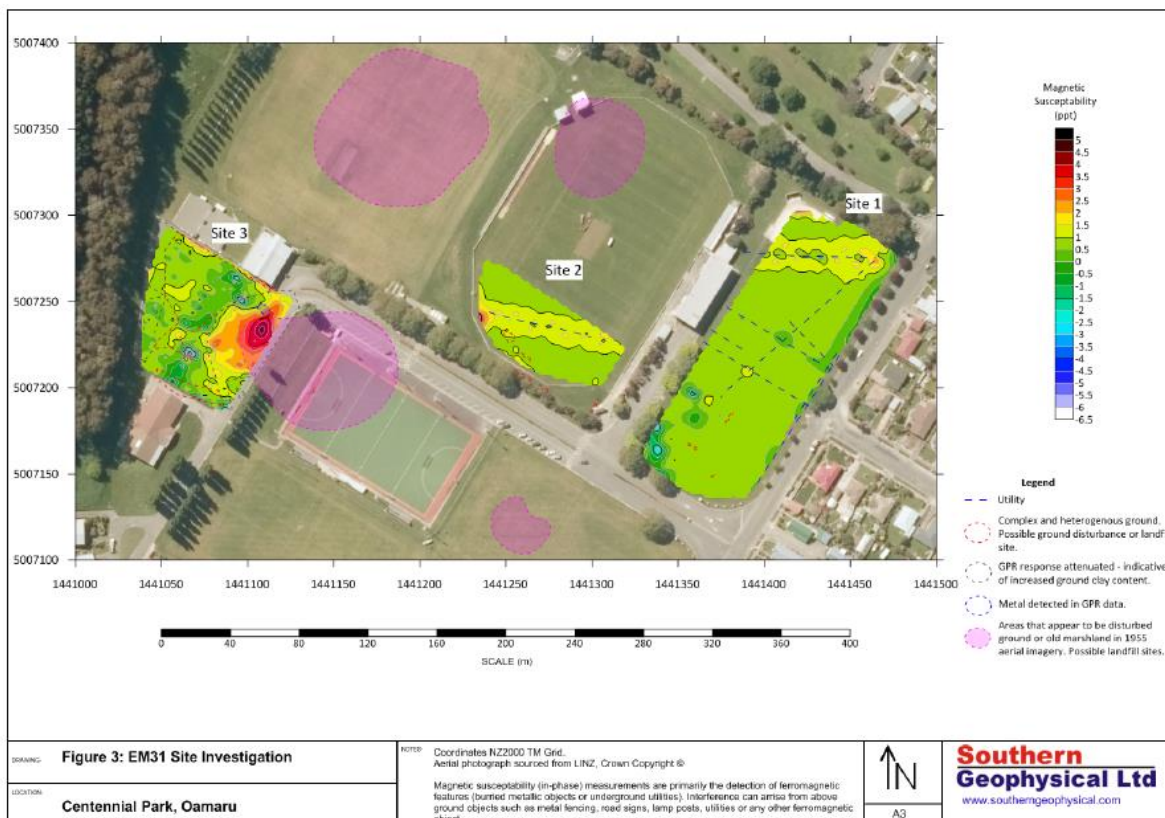 5007400
5007350
5007300
5007250
5007200
5007150
5007100
Site 3
Site 2
Site 1
1441000
1441050
1441100
1441150
1441200
1441250
1441300
1441350
1441400
1441450
1441500
0
40
80
120
160
200
240
280
320
360
400
SCALE (m)
Magnetic
Susceptability
(ppt)
5
4.5
4
3.5
3
2.5
2
1.5
1
0.5
0
-0.5
-1
-1.5
-2
-2.5
-3
-3.5
-4
-4.5
-5
-5.5
-6
-6.5
Legend
Utility
Complex and heterogenous ground.
Possible ground disturbance or landf
site.
GPR response attenuated - indicative
of increased ground clay content.
Metal detected in GPR data.
Areas that appear to be disturbed
ground or old marshland in 1955
aerial imagery. Possible landfill sites.
DRAWING:
Figure 3: EM31 Site Investigation
LOCATION:
Centennial Park, Oamaru
NOTES:
Coordinates NZ2000 TM Grid.
Aerial photograph sourced from LINZ, Crown Copyright ©
Magnetic susceptibility (in-phase) measurements are primarily the detection of ferromagnetic
features (burried metallic objects or underground utilities). Interference can arrise from above
ground objects such as metal fencing, road signs, lamp posts, utilities or any other ferromagnetic
object.
N
A3
Southern
Geophysical Ltd
www.southerngeophysical.com